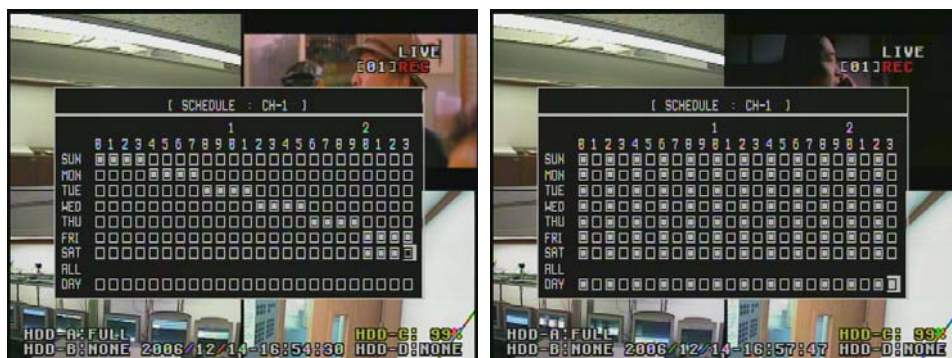 LIVE
[01]REC
[ SCHEDULE : CH-1 ]
1 2
0 1 2 3 4 5 6 7 8 9 0 1 2 3 4 5 6 7 8 9 0 1 2 3
SUN
MON
TUE
WED
THU
FRI
SAT
ALL
DAY
HDD-A:FULL HDD-C: 99%
HDD-B:NONE 2006/12/14-16:54:30 HDD-D:NONE
LIVE
[01]REC
[ SCHEDULE : CH-1 ]
1 2
0 1 2 3 4 5 6 7 8 9 0 1 2 3 4 5 6 7 8 9 0 1 2 3
SUN
MON
TUE
WED
THU
FRI
SAT
ALL
DAY
HDD-A:FULL HDD-C: 99%
HDD-B:NONE 2006/12/14-16:57:47 HDD-D:NONE